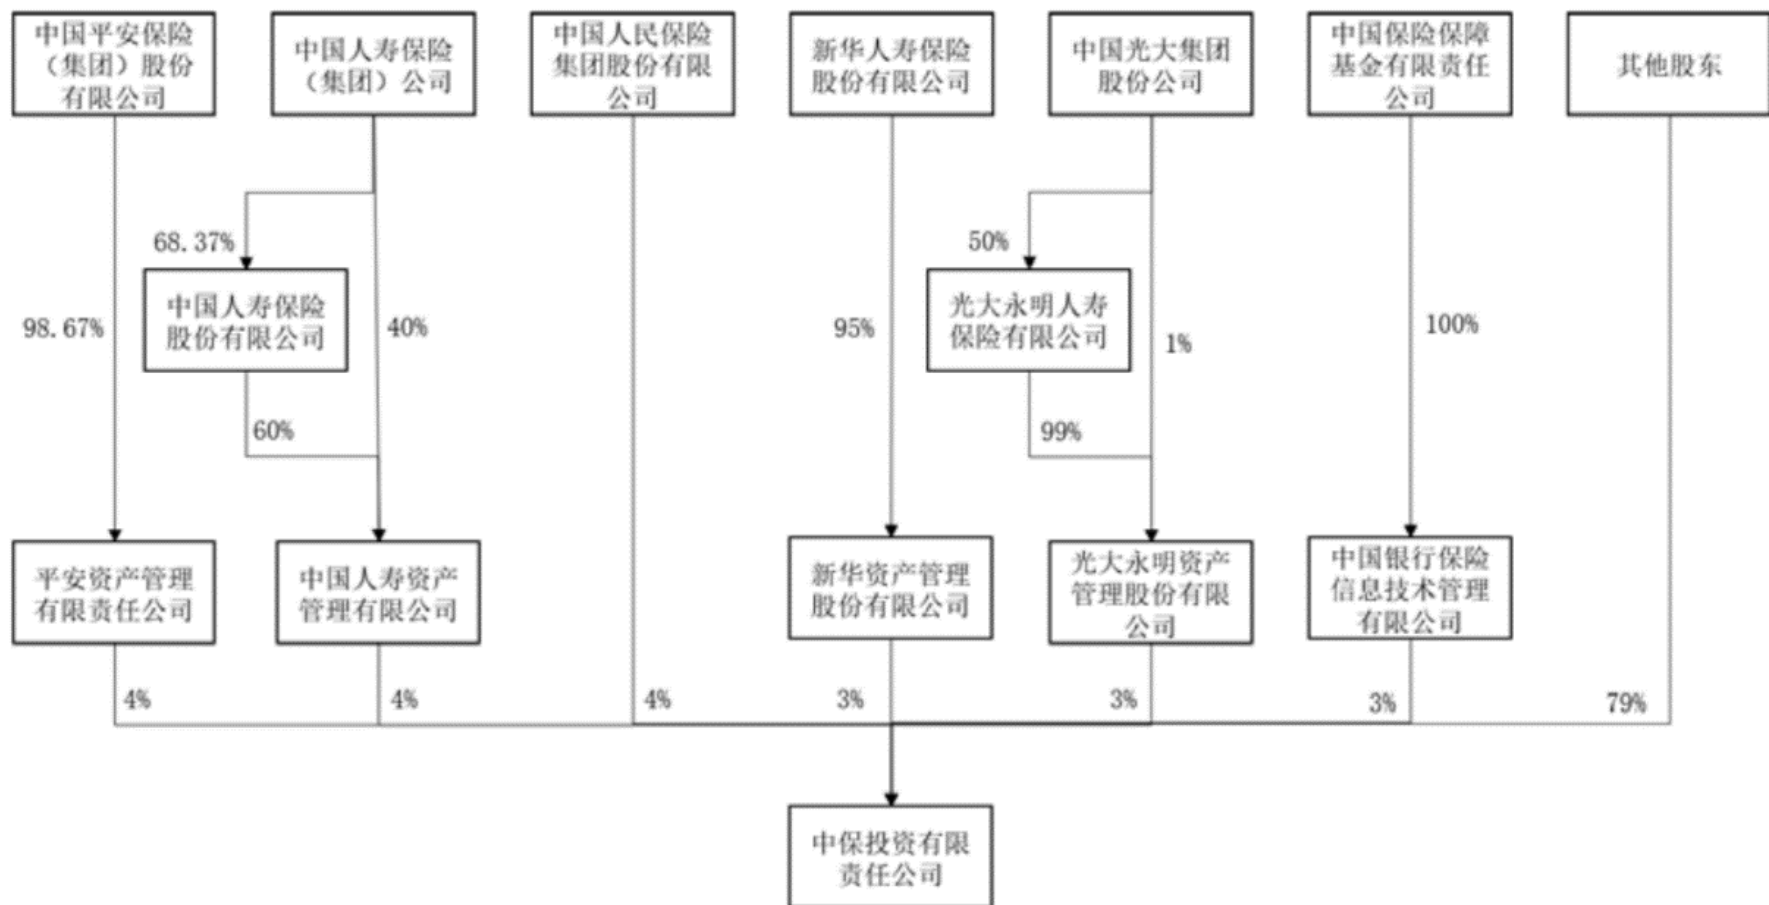 中国平安保险
（集团）股份
有限公司
中国人寿保险
（集团）公司
中国人民保险
集团股份有限
公司
新华人寿保险
股份有限公司
中国光大集团
股份公司
中国保险保障
基金有限责任
公司
其他股东
68.37%
50%
中国人寿保险
股份有限公司
光大永明人寿
保险有限公司
98.67%
40%
95%
1%
100%
60%
99%
平安资产管理
有限责任公司
中国人寿资产
管理有限公司
新华资产管理
股份有限公司
光大永明资产
管理股份有限
公司
中国银行保险
信息技术管理
有限公司
4%
4%
4%
3%
3%
3%
79%
中保投资有限
责任公司